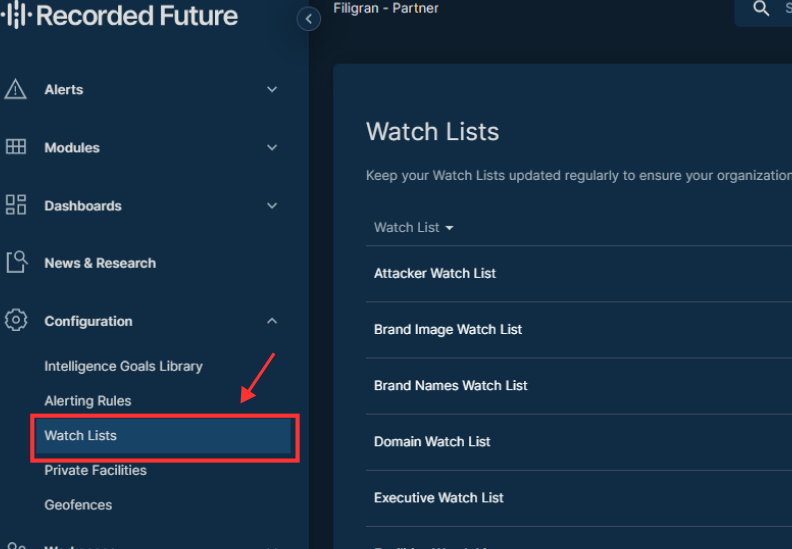 Recorded Future
Alerts
Modules
Dashboards
News & Research
Configuration
Intelligence Goals Library
Alerting Rules
Watch Lists
Private Facilities
Geofences
Filigran - Partner
Watch Lists
Keep your Watch Lists updated regularly to ensure your organization
Watch List
Attacker Watch List
Brand Image Watch List
Brand Names Watch List
Domain Watch List
Executive Watch List